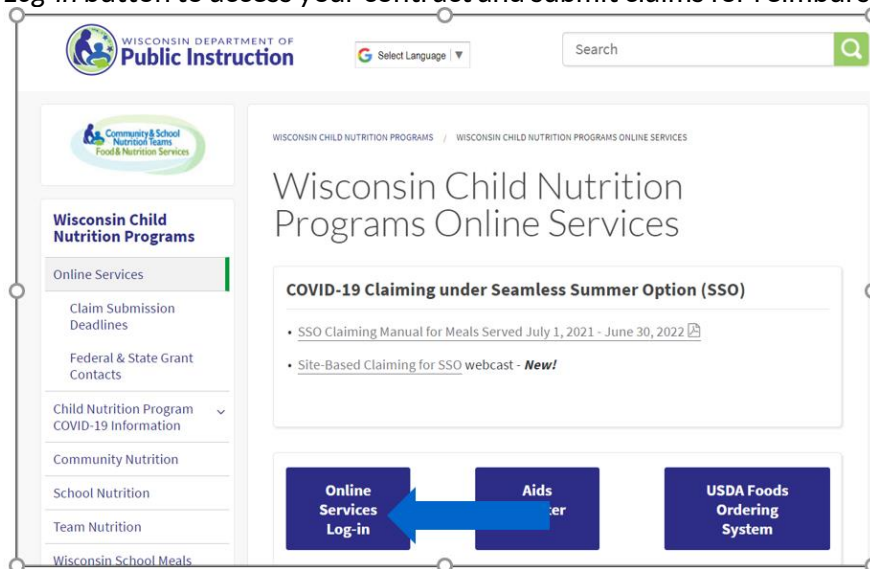 button to access your contract and submit claims for
WISCONSIN DEPARTMENT OF
Public Instruction
Select Language
Search
Community & School
Nutrition Teams
Food & Nutrition Services
WISCONSIN CHILD NUTRITION PROGRAMS / WISCONSIN CHILD NUTRITION PROGRAMS ONLINE SERVICES
Wisconsin Child Nutrition
Programs Online Services
Wisconsin Child
Nutrition Programs
Online Services
Claim Submission
Deadlines
Federal & State Grant
Contacts
Child Nutrition Program
COVID-19 Information
Community Nutrition
School Nutrition
Team Nutrition
Wisconsin School Meals
COVID-19 Claiming under Seamless Summer Option (SSO)
• SSO Claiming Manual for Meals Served July 1, 2021 - June 30, 2022
• Site-Based Claiming for SSO webcast - New!
Online
Services
Log-in
Aids
USDA Foods
Ordering
System